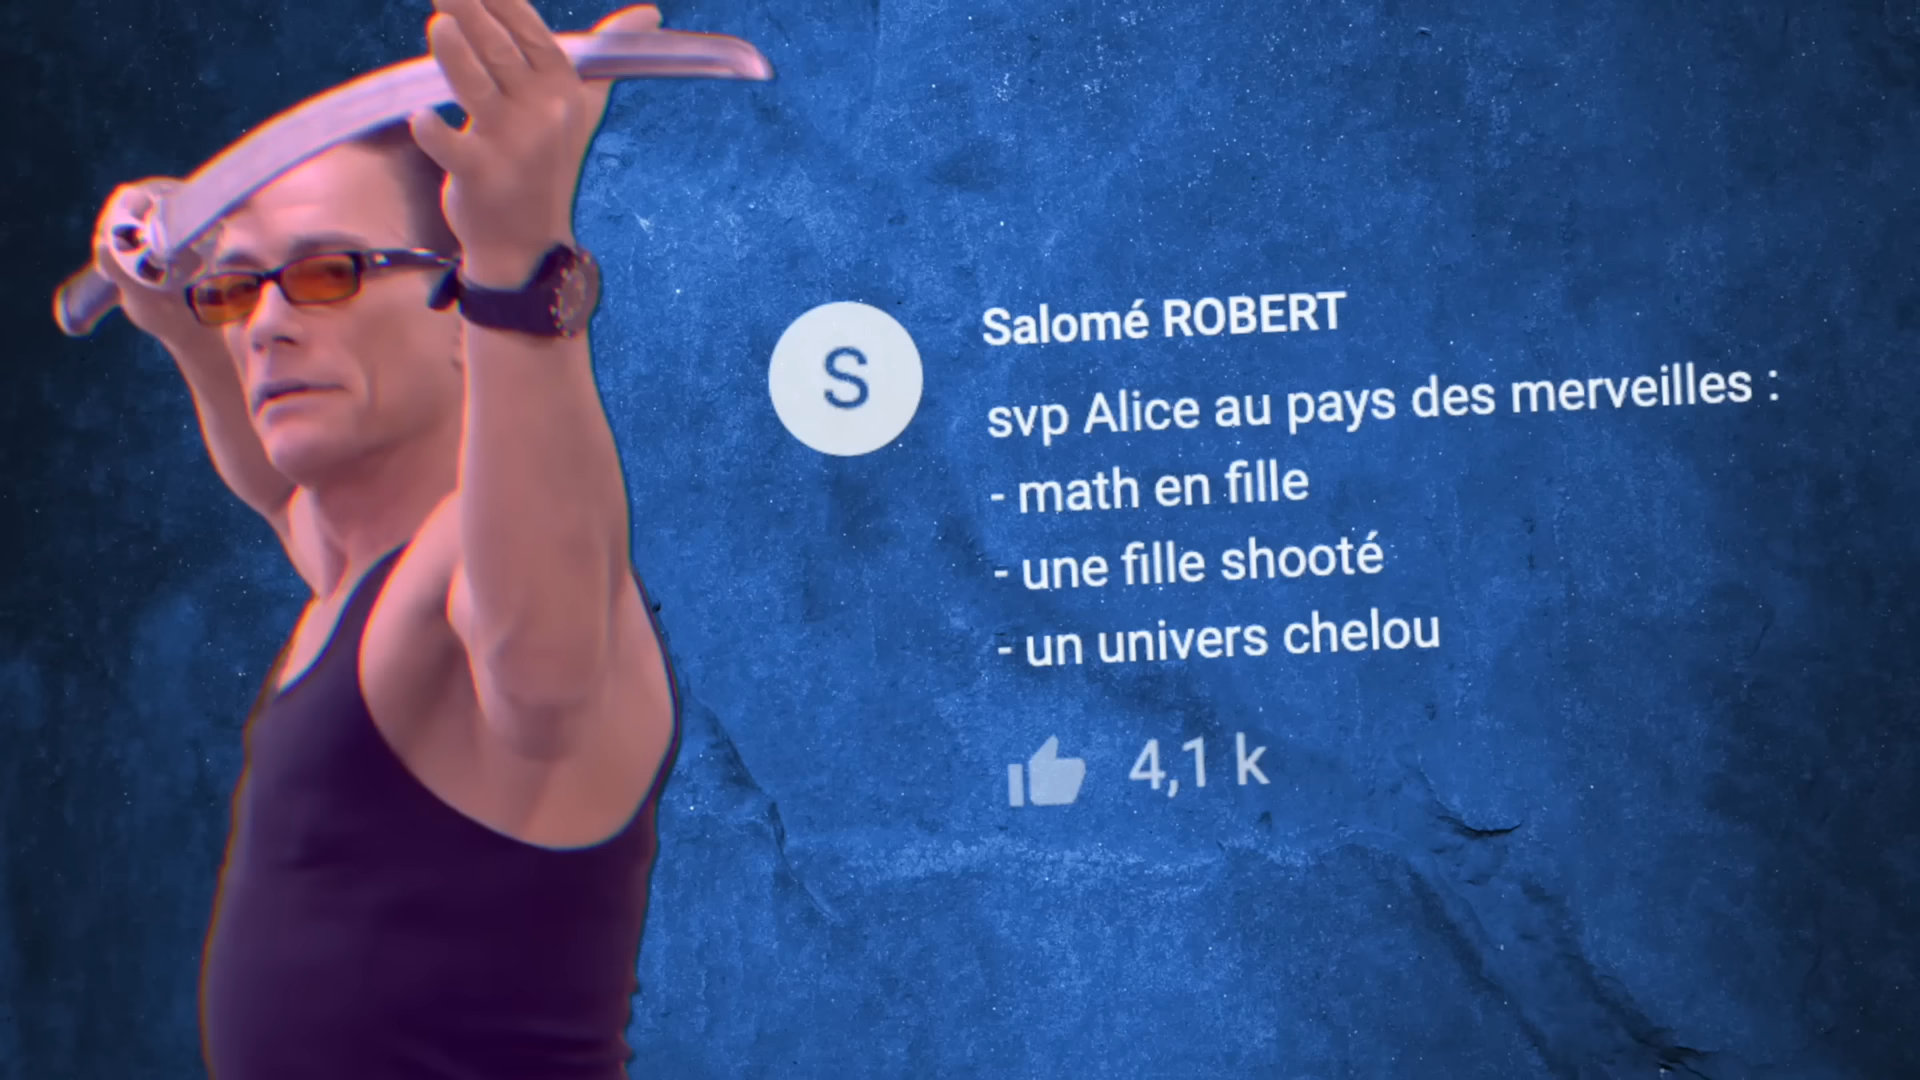 S
Salomé ROBERT
svp Alice au pays des merveilles :
- math en fille
- une fille shooté
- un univers chelou
4,1 k